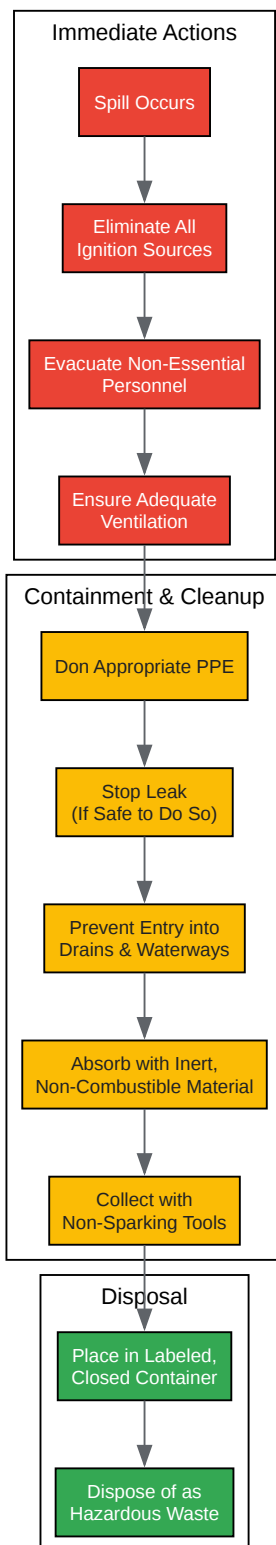 Immediate Actions
Spill Occurs
Eliminate All
Ignition Sources
Evacuate Non-Essential
Personnel
Ensure Adequate
Ventilation
Containment & Cleanup
Don Appropriate PPE
Stop Leak
(If Safe to Do So)
Prevent Entry into
Drains & Waterways
Absorb with Inert,
Non-Combustible Material
Collect with
Non-Sparking Tools
Disposal
Place in Labeled,
Closed Container
Dispose of as
Hazardous Waste